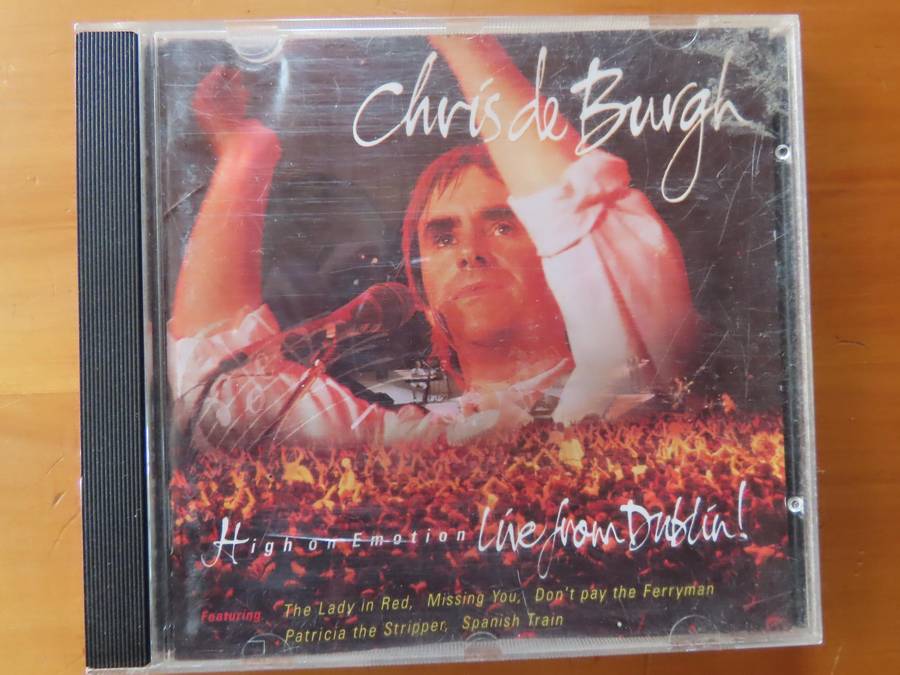 Chris de Burgh
High on Emotion Live from Dublin!
Featuring The Lady in Red, Missing You, Don't pay the Ferryman
Patricia the Stripper, Spanish Train